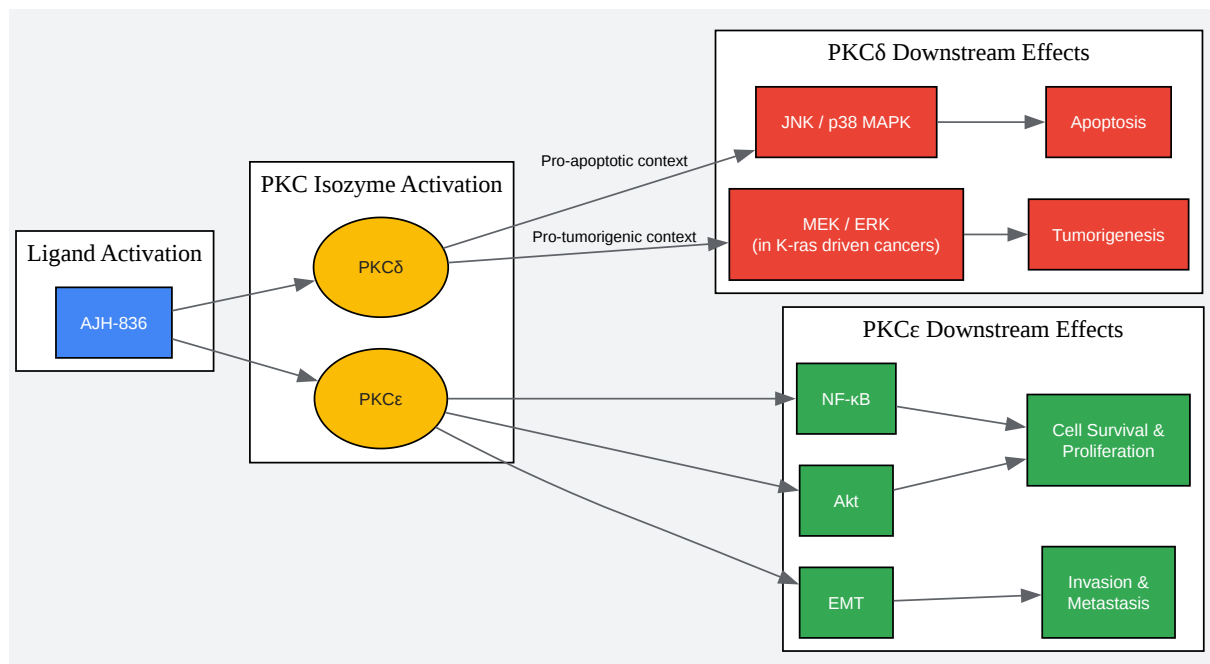 Ligand Activation
AJH-836
PKC Isozyme Activation
PKCδ
PKCε
Pro-apoptotic context
Pro-tumorigenic context
PKCδ Downstream Effects
JNK / p38 MAPK
Apoptosis
MEK / ERK
(in K-ras driven cancers)
Tumorigenesis
PKCε Downstream Effects
NF-κB
Akt
EMT
Cell Survival &
Proliferation
Invasion &
Metastasis